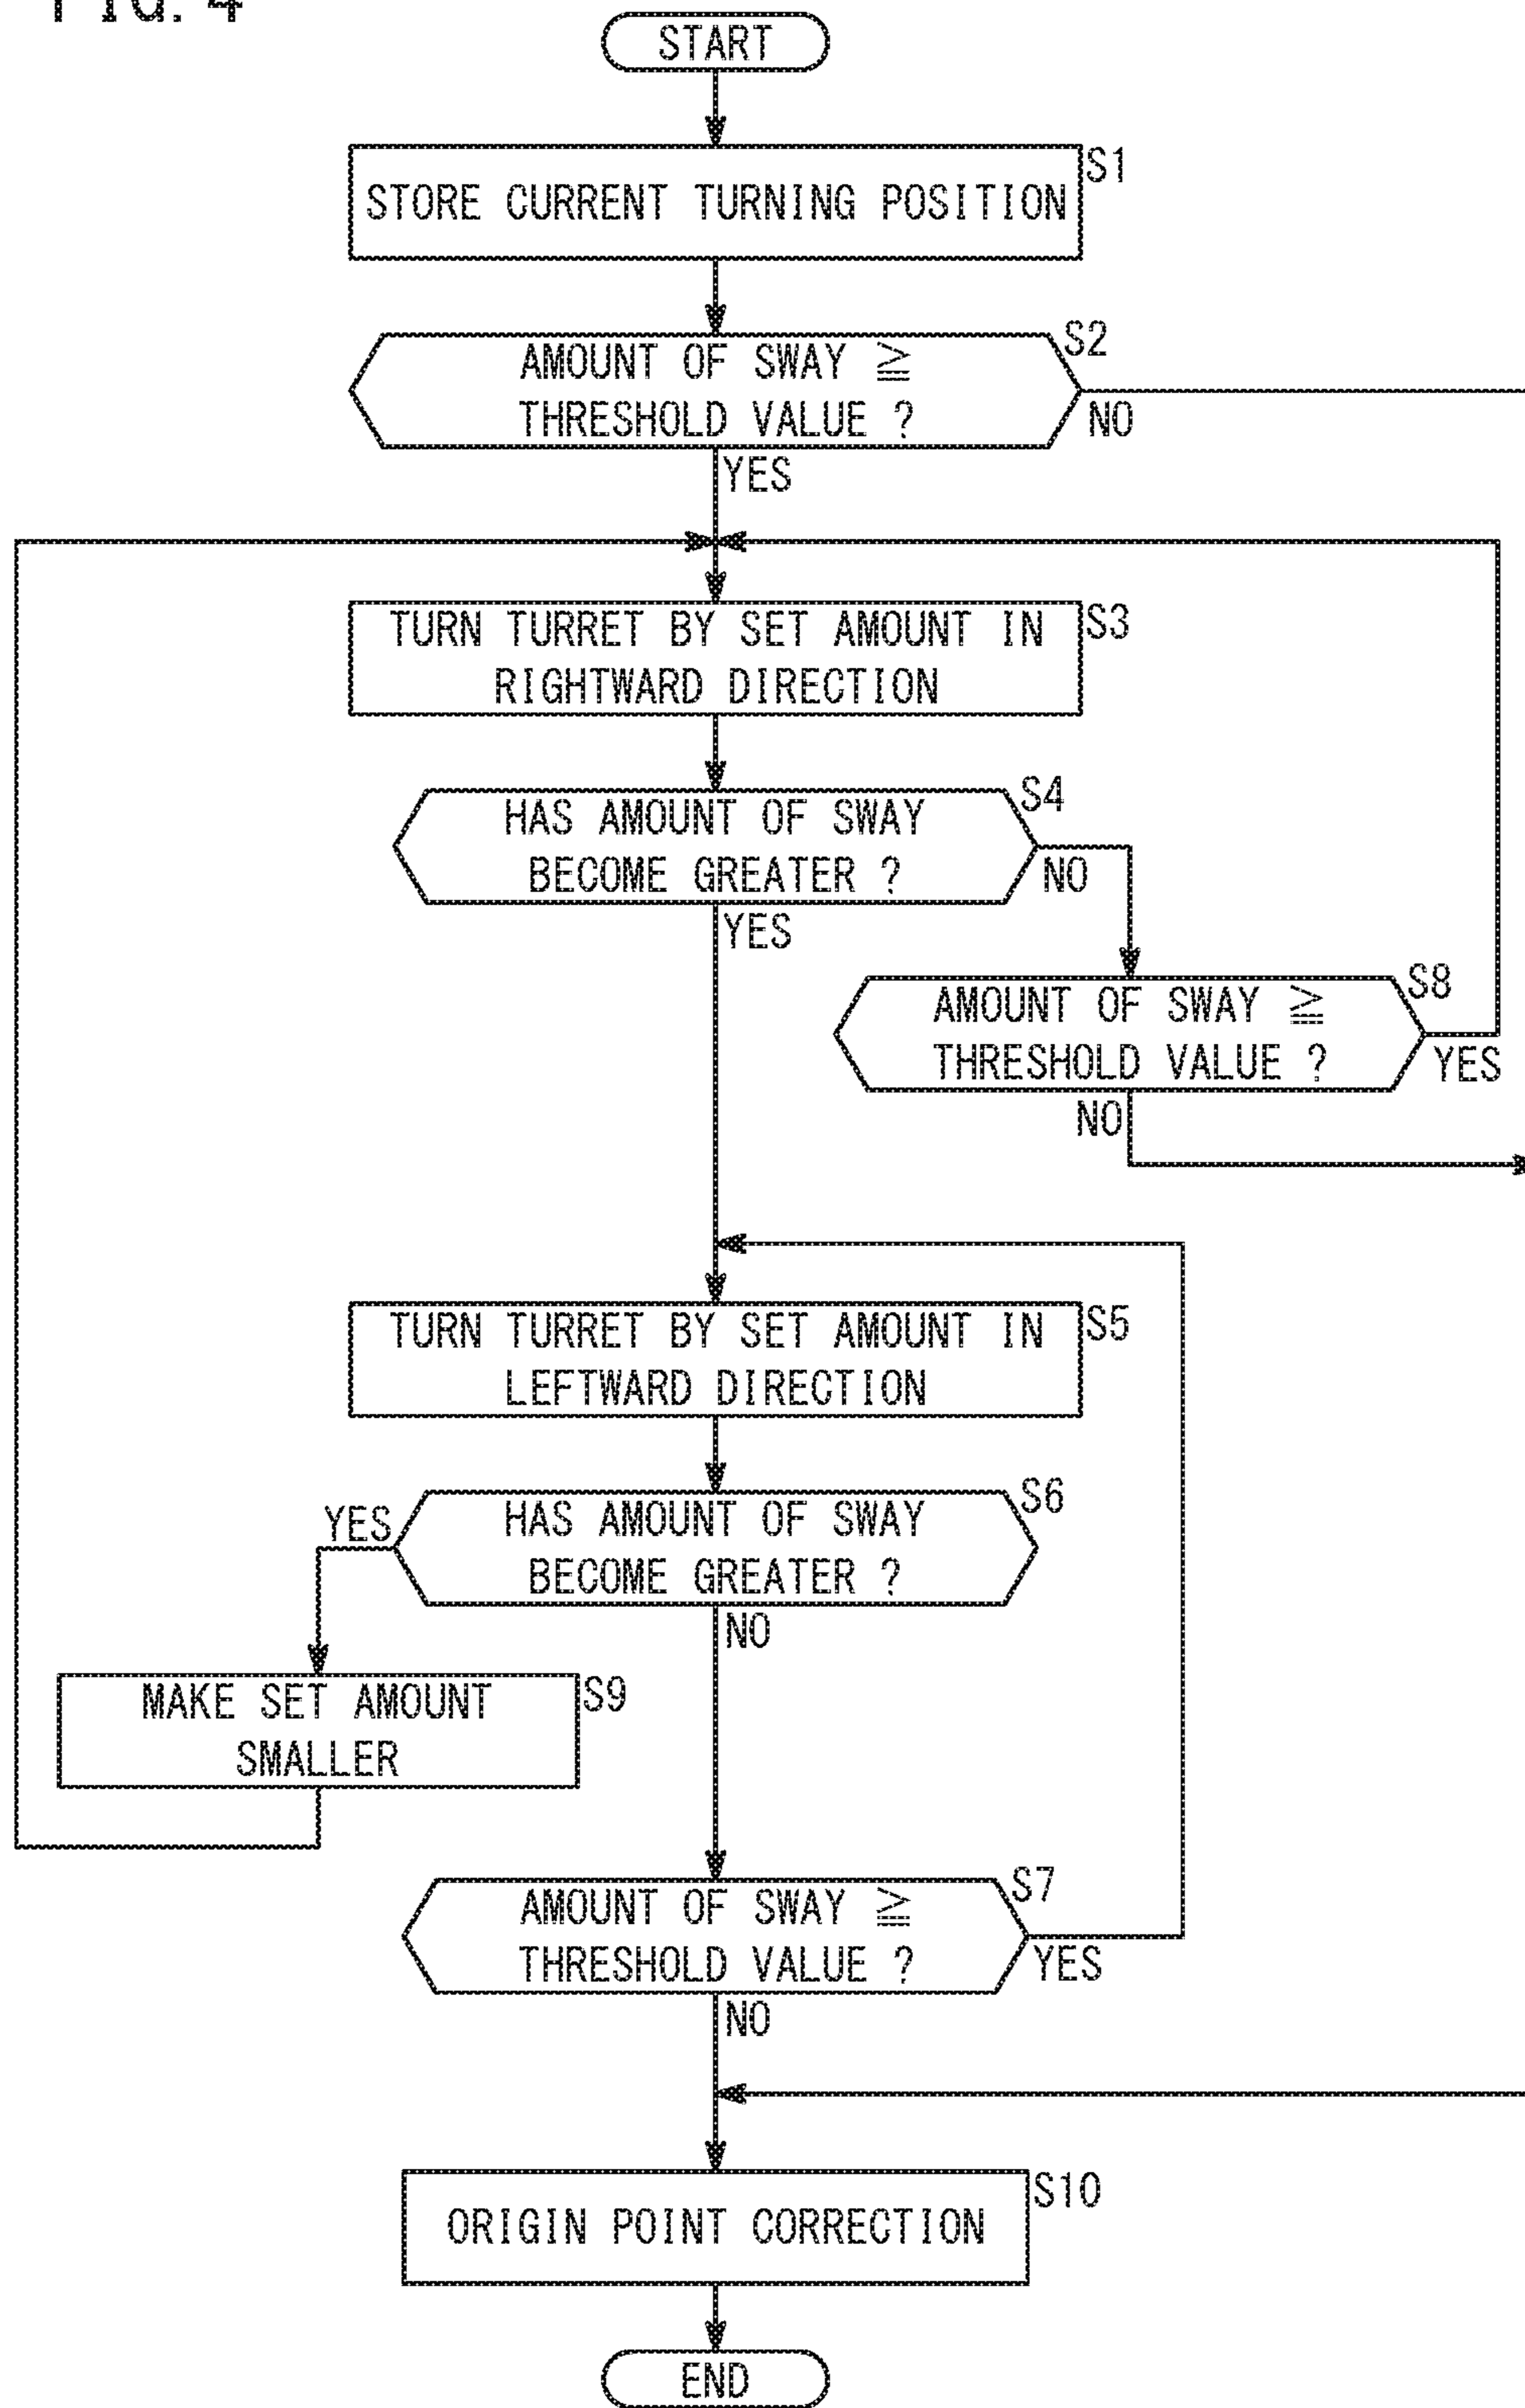 FIG. 4
START
S1
STORE CURRENT TURNING POSITION
S2
AMOUNT OF SWAY ≧
THRESHOLD VALUE ?
NO
YES
S3
TURN TURRET BY SET AMOUNT IN
RIGHTWARD DIRECTION
S4
HAS AMOUNT OF SWAY
BECOME GREATER ?
NO
YES
S8
AMOUNT OF SWAY ≧
THRESHOLD VALUE ?
YES
NO
S5
TURN TURRET BY SET AMOUNT IN
LEFTWARD DIRECTION
S6
YES
HAS AMOUNT OF SWAY
BECOME GREATER ?
NO
S9
MAKE SET AMOUNT
SMALLER
S7
AMOUNT OF SWAY ≧
THRESHOLD VALUE ?
YES
NO
S10
ORIGIN POINT CORRECTION
END